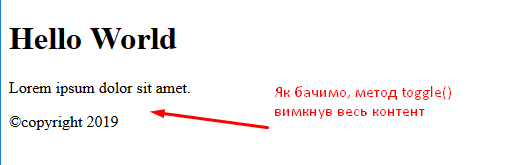 Hello World
Lorem ipsum dolor sit amet.
Як бачимо, метод toggle()
вимкнув весь контент
©copyright 2019